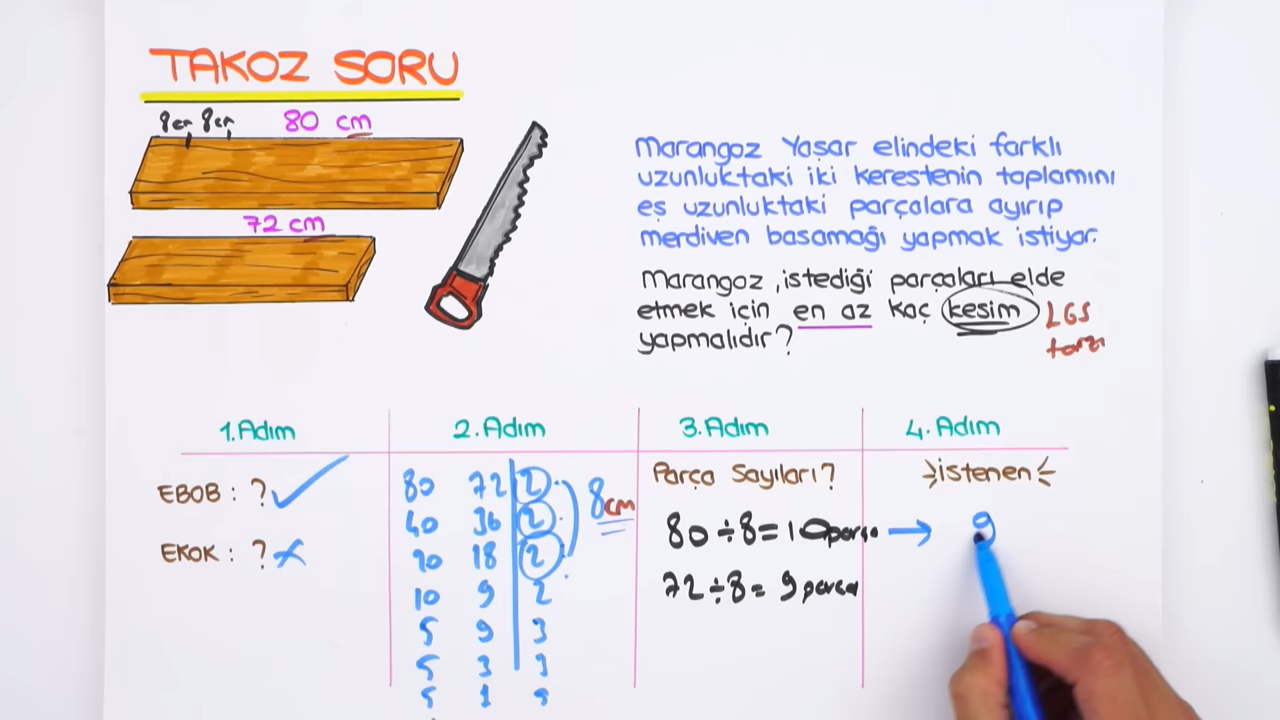 TAKOZ SORU
8cm 8cm 80 cm
72 cm
Marangoz Yaşar elindeki farklı
uzunluktaki iki kerestenin toplamını
eş uzunluktaki parçalara ayırıp
merdiven basamağı yapmak istiyor.
Marangoz, istediği parçaları elde
etmek için en az kaç kesim
yapmalıdır?
LGS
tarzı
1.Adım
EBOB : ? ✓
EKOK : ? ✗
2.Adım
80 72 2
40 36 2
20 18 2
10 9 2
5 9 3
5 3 3
5 1 5
8cm
3.Adım
Parça Sayıları?
80÷8=10parça →
72÷8= 9parça
4.Adım
istenen
9